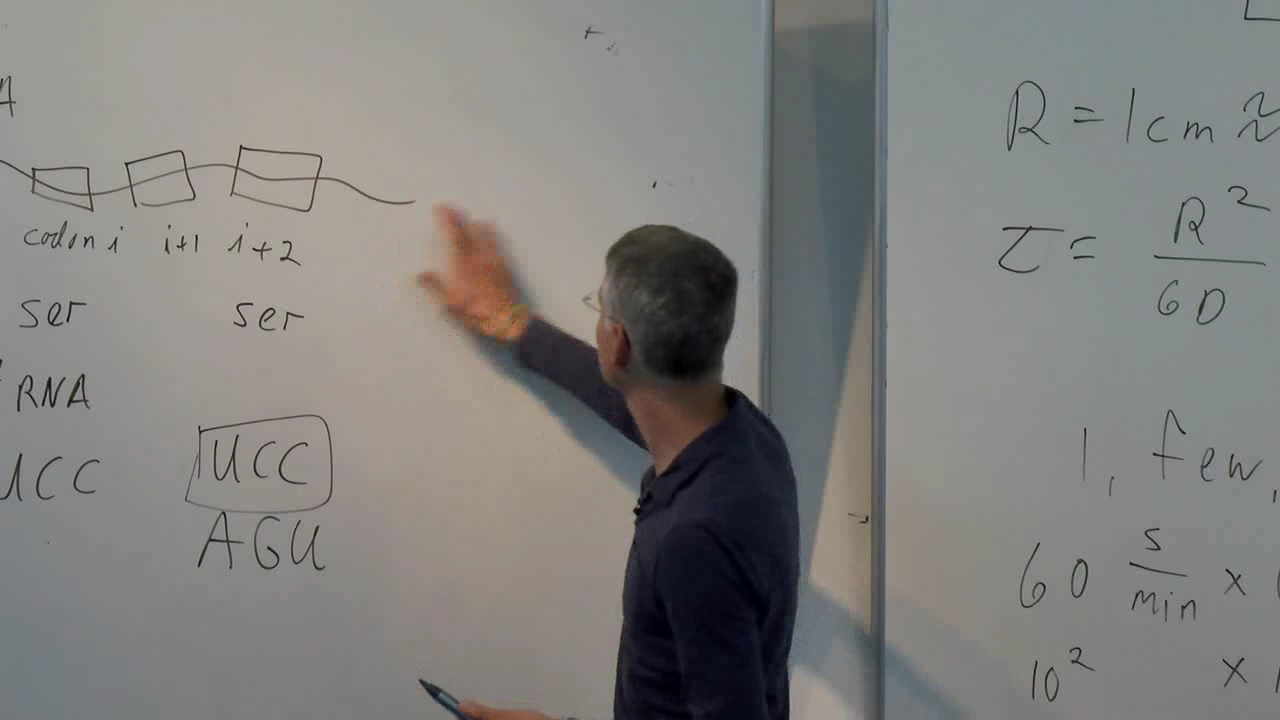 A
codon i i+1 i+2
ser ser
RNA
UCC UCC
AGU
R = 1cm ≈
τ = R² / 6D
1, few,
60 s/min ×
10² ×